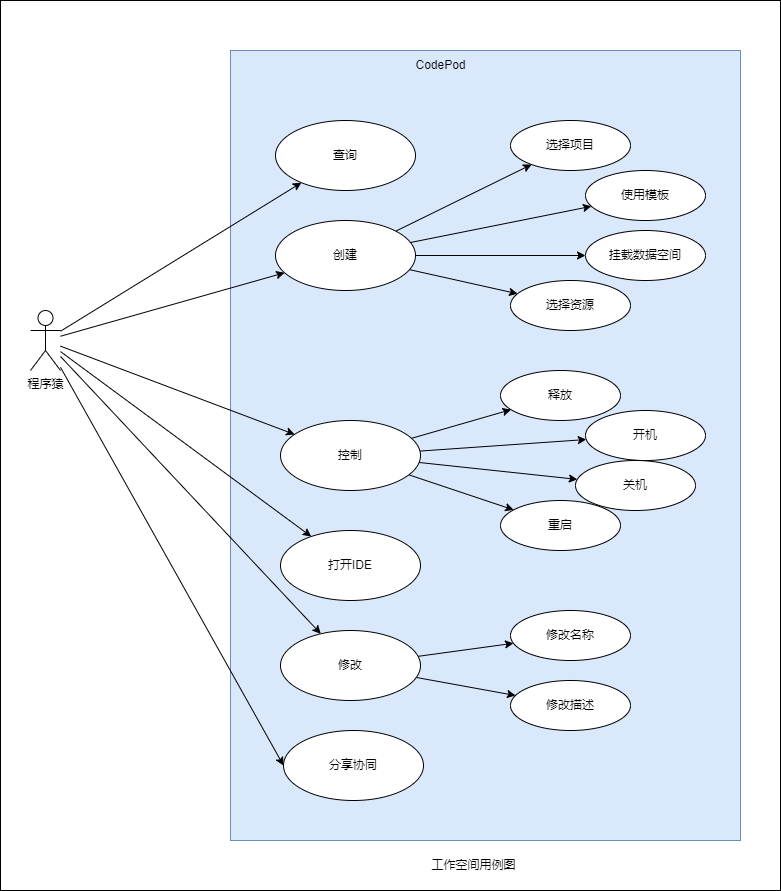 CodePod
查询
选择项目
使用模板
创建
挂载数据空间
选择资源
程序猿
释放
开机
控制
关机
重启
打开IDE
修改名称
修改
修改描述
分享协同
工作空间用例图